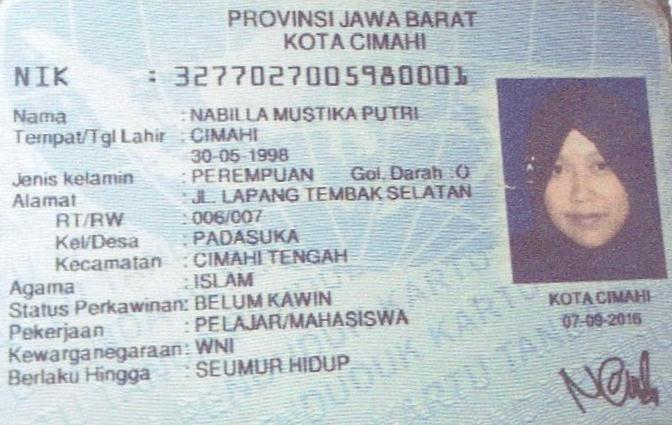 PROVINSI JAWA BARAT
KOTA CIMAHI
NIK : 3277027005980001
Nama : NABILLA MUSTIKA PUTRI
Tempat/Tgl Lahir : CIMAHI
30-05-1998
Jenis kelamin : PEREMPUAN Gol. Darah :O
Alamat : JL. LAPANG TEMBAK SELATAN
RT/RW : 006/007
Kel/Desa : PADASUKA
Kecamatan : CIMAHI TENGAH
Agama : ISLAM
Status Perkawinan: BELUM KAWIN
Pekerjaan : PELAJAR/MAHASISWA
Kewarganegaraan: WNI
Berlaku Hingga : SEUMUR HIDUP
KOTA CIMAHI
07-09-2016